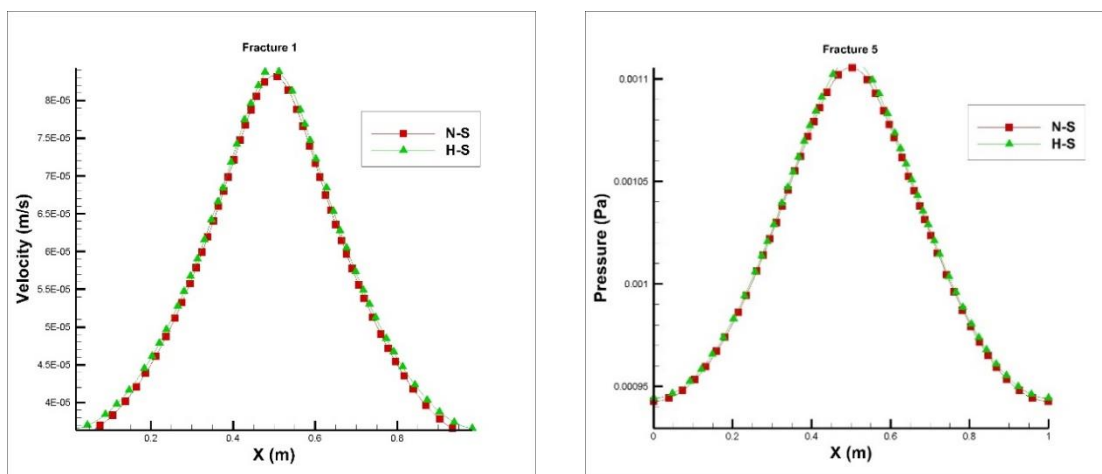 Fracture 1
8E-05
7.5E-05
7E-05
6.5E-05
6E-05
5.5E-05
5E-05
4.5E-05
4E-05
Velocity (m/s)
N-S
H-S
0.2
0.4
0.6
0.8
X (m)
Fracture 5
0.0011
0.00105
0.001
0.00095
Pressure (Pa)
N-S
H-S
0
0.2
0.4
0.6
0.8
1
X (m)